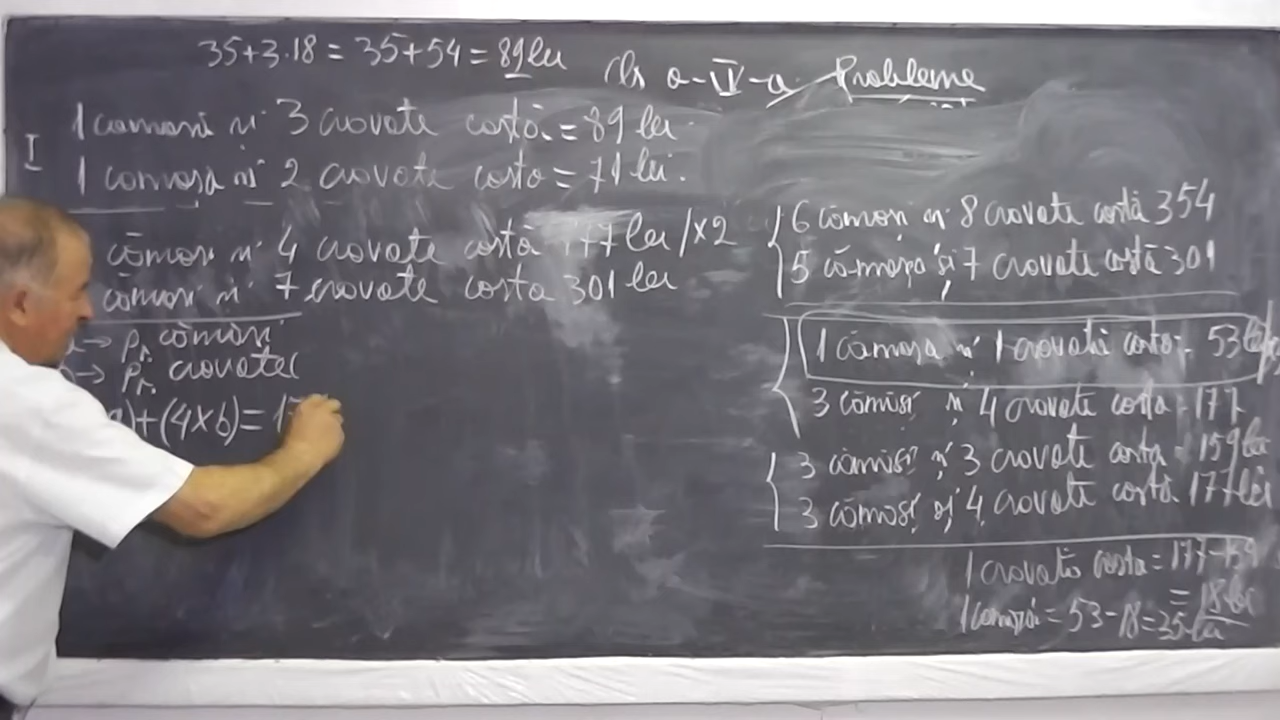 35+3·18 = 35+54 = 89 lei
cls a-IV-a Probleme
I
1 cămașă și 3 cravate costă = 89 lei
1 cămașă și 2 cravate costă = 71 lei.
cămăși și 4 cravate costă 177 lei /×2
cămăși și 7 cravate costă 301 lei
→ pr. cămăși
→ pr. cravatei
)+(4×b)= 17
6 cămăși și 8 cravate costă 354
5 cămăși și 7 cravate costă 301
1 cămașă și 1 cravată costă = 53 lei
3 cămăși și 4 cravate costă = 177
3 cămăși și 3 cravate costă = 159 lei
3 cămăși și 4 cravate costă = 177 lei
1 cravată costă = 177-159
= 18 lei
1 cămașă = 53-18=35 lei